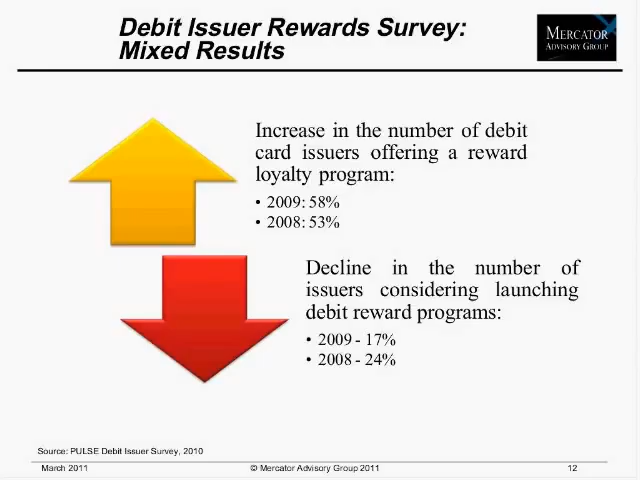 Debit Issuer Rewards Survey:
Mixed Results
MERCATOR
ADVISORY GROUP
Increase in the number of debit
card issuers offering a reward
loyalty program:
• 2009: 58%
• 2008: 53%
Decline in the number of
issuers considering launching
debit reward programs:
• 2009 - 17%
• 2008 - 24%
Source: PULSE Debit Issuer Survey, 2010
March 2011
© Mercator Advisory Group 2011
12